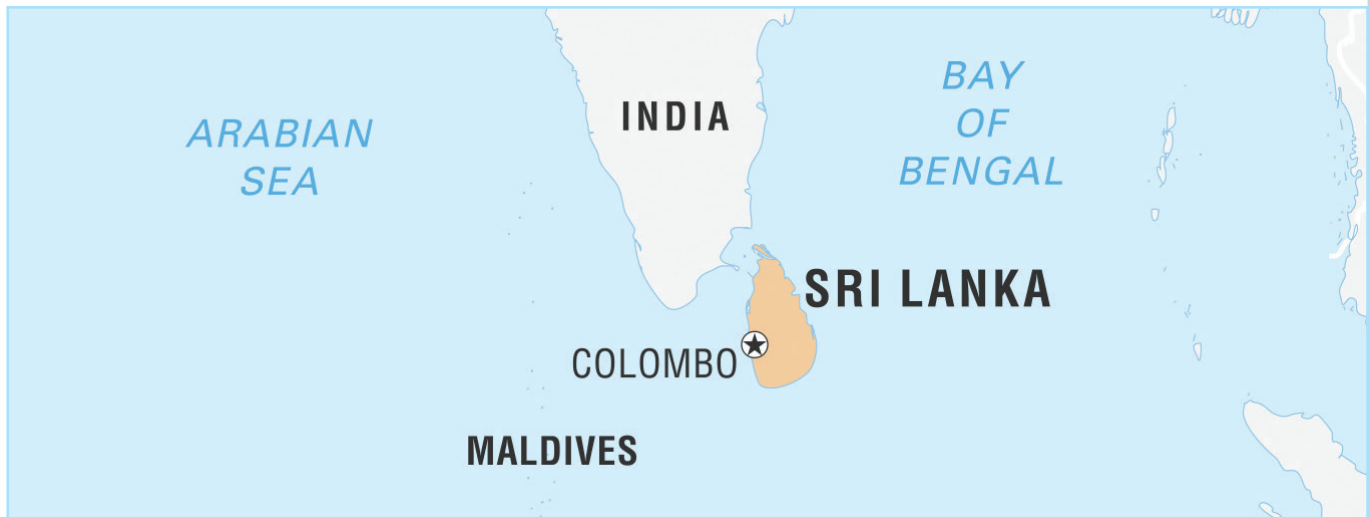 ARABIAN
SEA
INDIA
BAY
OF
BENGAL
SRI LANKA
COLOMBO
MALDIVES